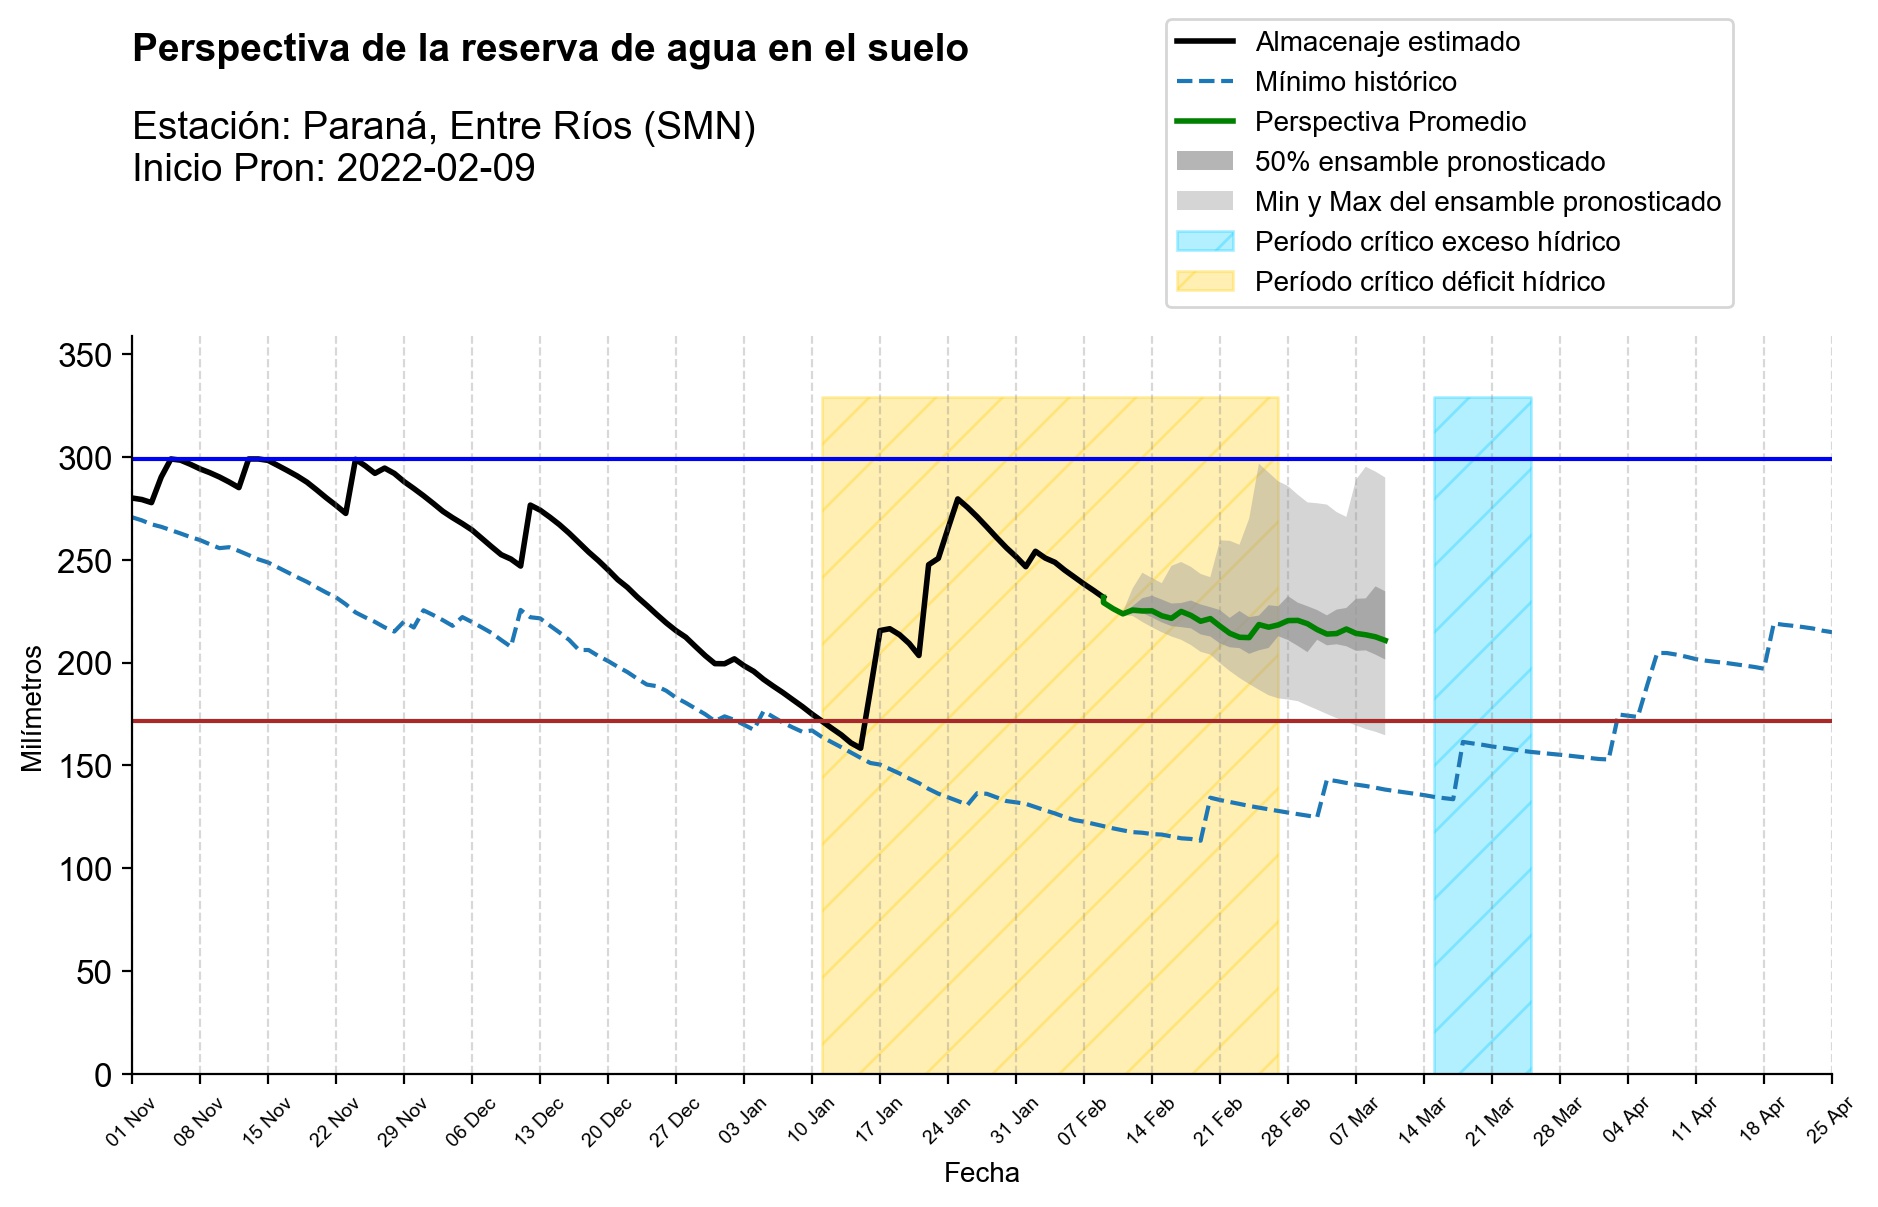 Perspectiva de la reserva de agua en el suelo
Estación: Paraná, Entre Ríos (SMN)
Inicio Pron: 2022-02-09
Almacenaje estimado
Mínimo histórico
Perspectiva Promedio
50% ensamble pronosticado
Min y Max del ensamble pronosticado
Período crítico exceso hídrico
Período crítico déficit hídrico
350
300
250
200
150
100
50
0
Milímetros
01 Nov
08 Nov
15 Nov
22 Nov
29 Nov
06 Dec
13 Dec
20 Dec
27 Dec
03 Jan
10 Jan
17 Jan
24 Jan
31 Jan
07 Feb
14 Feb
21 Feb
28 Feb
07 Mar
14 Mar
21 Mar
28 Mar
04 Apr
11 Apr
18 Apr
25 Apr
Fecha